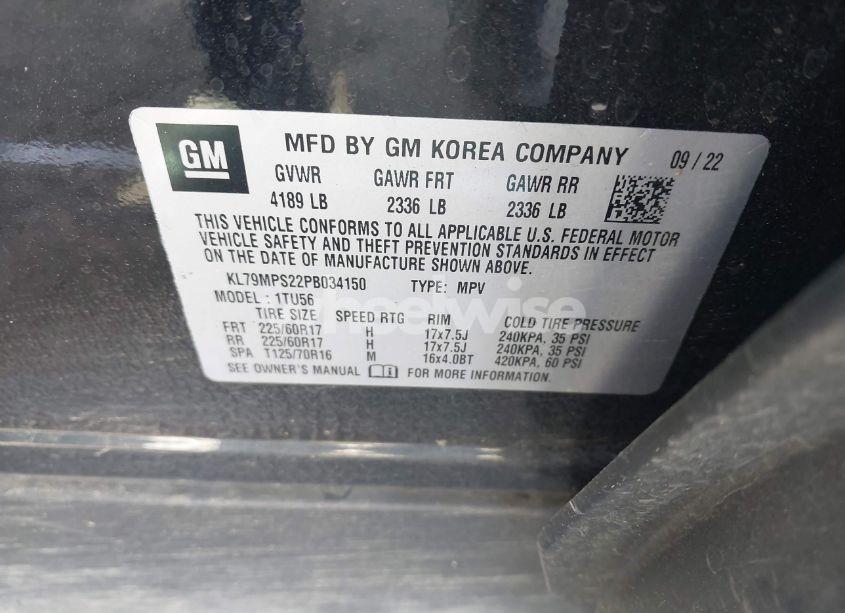 GM
MFD BY GM KOREA COMPANY 09 / 22
GVWR GAWR FRT GAWR RR
4189 LB 2336 LB 2336 LB
THIS VEHICLE CONFORMS TO ALL APPLICABLE U.S. FEDERAL MOTOR
VEHICLE SAFETY AND THEFT PREVENTION STANDARDS IN EFFECT
ON THE DATE OF MANUFACTURE SHOWN ABOVE.
KL79MPS22PB034150 TYPE: MPV
MODEL : 1TU56
TIRE SIZE SPEED RTG RIM COLD TIRE PRESSURE
FRT 225/60R17 H 17x7.5J 240KPA, 35 PSI
RR 225/60R17 H 17x7.5J 240KPA, 35 PSI
SPA T125/70R16 M 16x4.0BT 420KPA, 60 PSI
SEE OWNER'S MANUAL FOR MORE INFORMATION